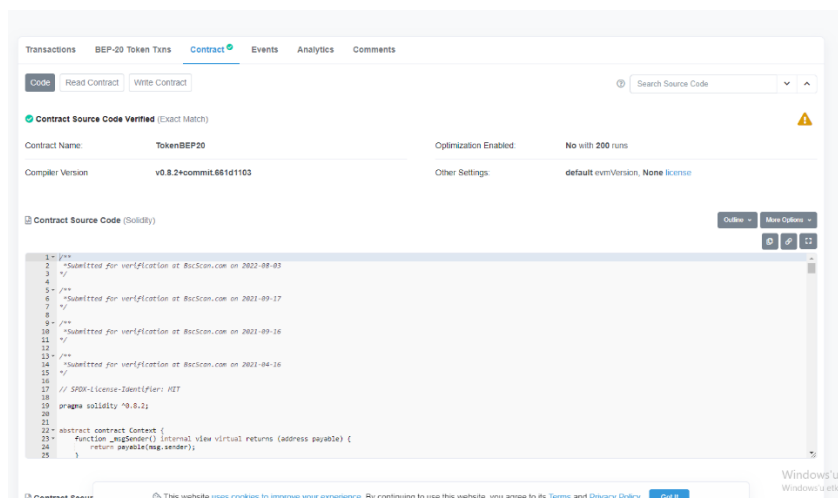 Transactions BEP-20 Token Txns Contract Events Analytics Comments
Code Read Contract Write Contract Search Source Code
Contract Source Code Verified (Exact Match)
Contract Name: TokenBEP20 Optimization Enabled: No with 200 runs
Compiler Version v0.8.2+commit.661d1103 Other Settings: default evmVersion, None license
Contract Source Code (Solidity) Outline More Options
1 /**
2 *Submitted for verification at BscScan.com on 2022-08-03
3 */
4
5 /**
6 *Submitted for verification at BscScan.com on 2021-09-17
7 */
8
9 /**
10 *Submitted for verification at BscScan.com on 2021-09-16
11 */
12
13 /**
14 *Submitted for verification at BscScan.com on 2021-04-16
15 */
16
17 // SPDX-License-Identifier: MIT
18
19 pragma solidity ^0.8.2;
20
21
22 abstract contract Context {
23 function _msgSender() internal view virtual returns (address payable) {
24 return payable(msg.sender);
25 }
Windows'u
Windows'u etk
Contract Secur This website uses cookies to improve your experience. By continuing to use this website, you agree to its Terms and Privacy Policy. Got It